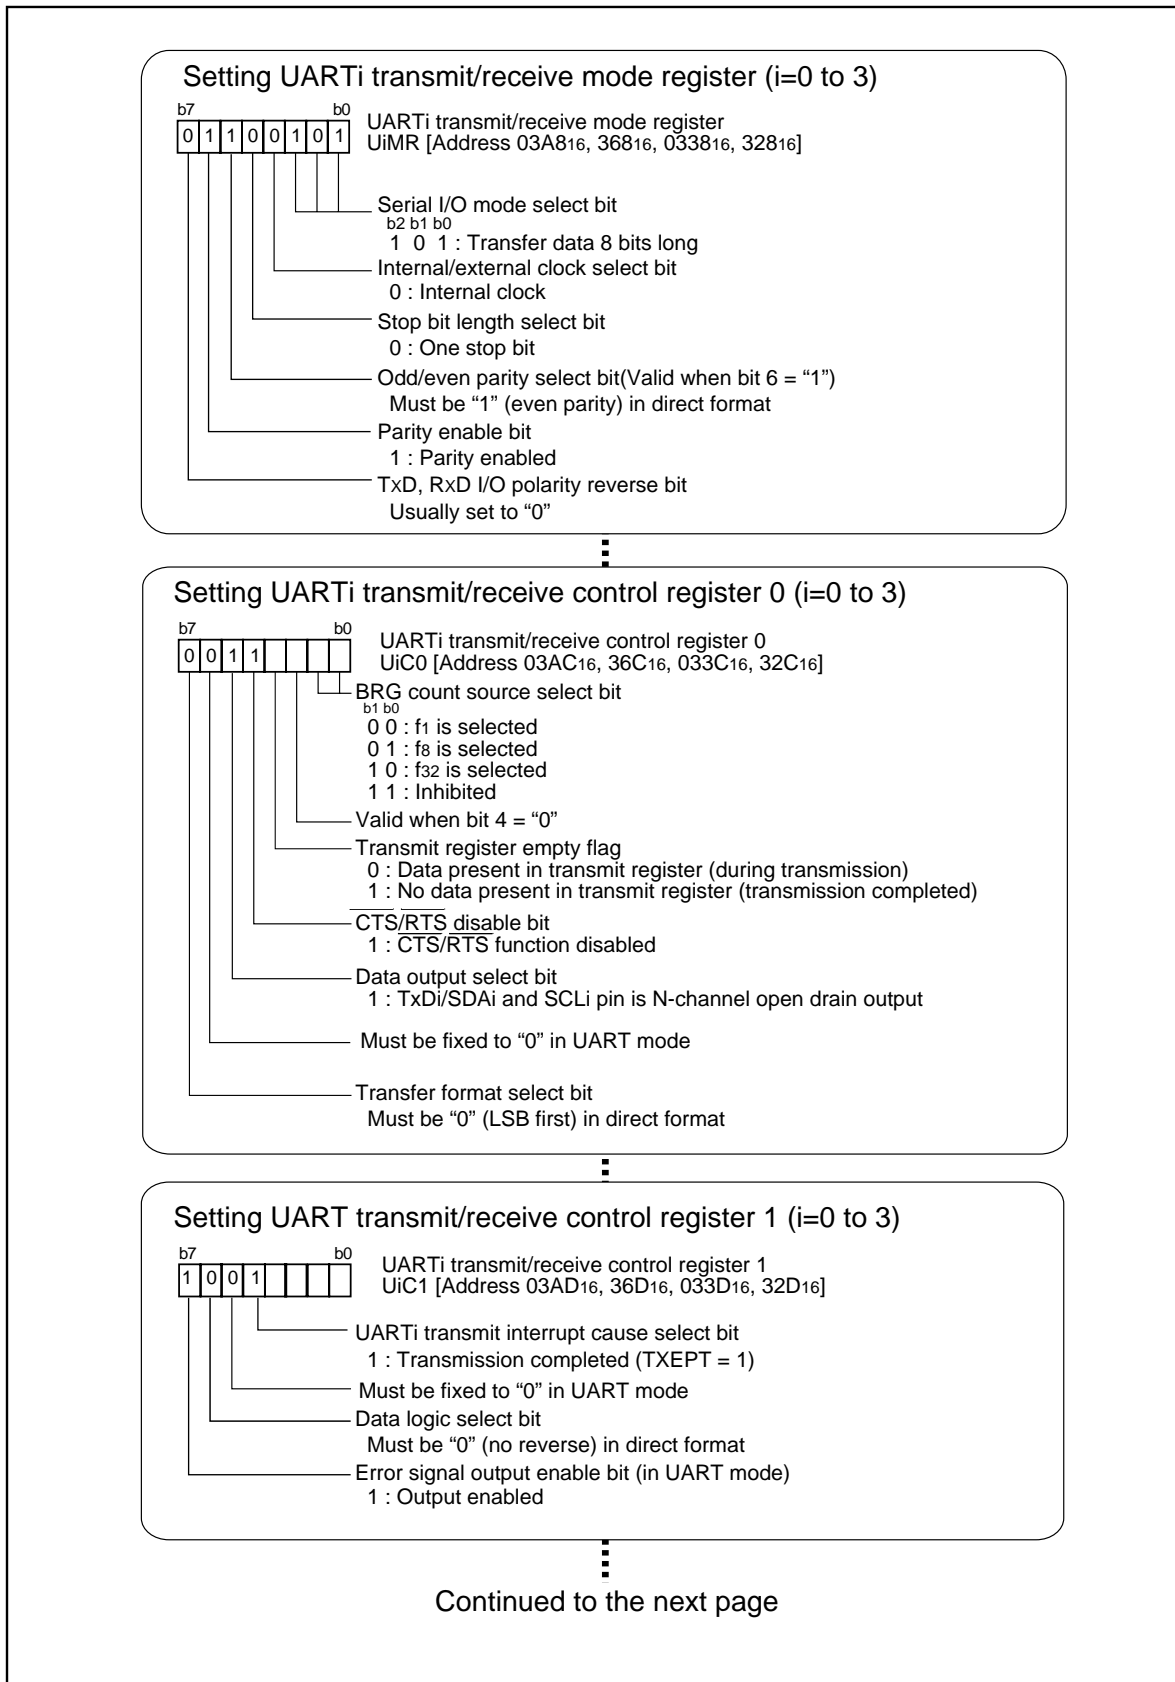 Setting UARTi transmit/receive mode register (i=0 to 3)
b7 b0
0 1 1 0 0 1 0 1
UARTi transmit/receive mode register
UiMR [Address 03A816, 36816, 033816, 32816]
Serial I/O mode select bit
b2 b1 b0
1 0 1 : Transfer data 8 bits long
Internal/external clock select bit
0 : Internal clock
Stop bit length select bit
0 : One stop bit
Odd/even parity select bit(Valid when bit 6 = “1”)
Must be “1” (even parity) in direct format
Parity enable bit
1 : Parity enabled
TXD, RXD I/O polarity reverse bit
Usually set to “0”
Setting UARTi transmit/receive control register 0 (i=0 to 3)
b7 b0
0 0 1 1
UARTi transmit/receive control register 0
UiC0 [Address 03AC16, 36C16, 033C16, 32C16]
BRG count source select bit
b1 b0
0 0 : f1 is selected
0 1 : f8 is selected
1 0 : f32 is selected
1 1 : Inhibited
Valid when bit 4 = “0”
Transmit register empty flag
0 : Data present in transmit register (during transmission)
1 : No data present in transmit register (transmission completed)
CTS/RTS disable bit
1 : CTS/RTS function disabled
Data output select bit
1 : TxDi/SDAi and SCLi pin is N-channel open drain output
Must be fixed to “0” in UART mode
Transfer format select bit
Must be “0” (LSB first) in direct format
Setting UART transmit/receive control register 1 (i=0 to 3)
b7 b0
1 0 0 1
UARTi transmit/receive control register 1
UiC1 [Address 03AD16, 36D16, 033D16, 32D16]
UARTi transmit interrupt cause select bit
1 : Transmission completed (TXEPT = 1)
Must be fixed to “0” in UART mode
Data logic select bit
Must be “0” (no reverse) in direct format
Error signal output enable bit (in UART mode)
1 : Output enabled
Continued to the next page